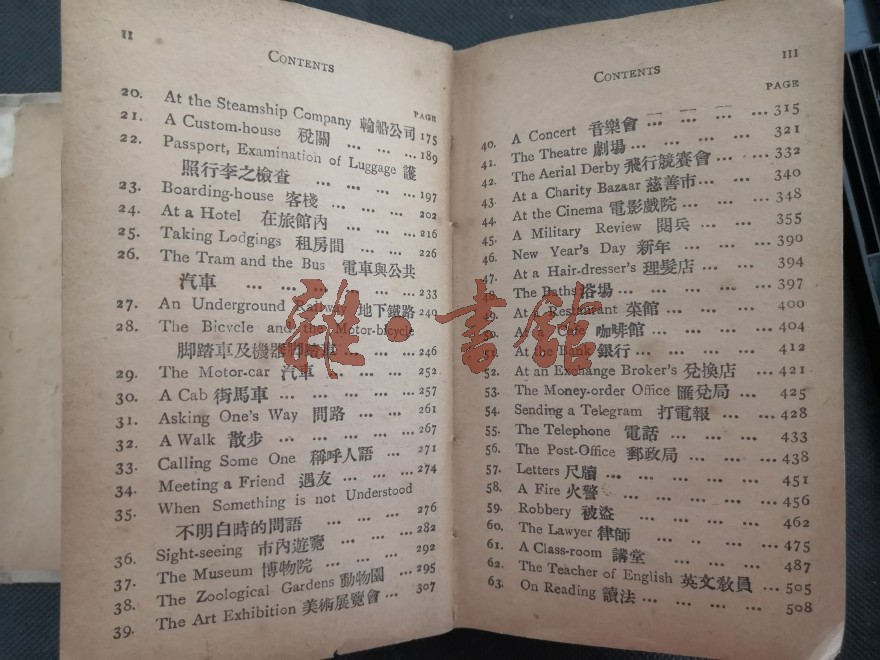 II
CONTENTS
PAGE
20. At the Steamship Company 輪船公司 175
21. A Custom-house 稅關 ... ... ... 189
22. Passport, Examination of Luggage 護
照行李之檢查 ... ... ... 197
23. Boarding-house 客棧 ... ... ... 202
24. At a Hotel 在旅館內 ... ... 216
25. Taking Lodgings 租房間 ... ... 226
26. The Tram and the Bus 電車與公共
汽車 ... ... ... ... ... ... 233
27. An Underground Railway 地下鐵路 240
28. The Bicycle and the Motor-bicycle
脚踏車及機器脚踏車 ... ... ... 246
29. The Motor-car 汽車 ... ... ... 252
30. A Cab 街馬車 ... ... ... ... 257
31. Asking One's Way 問路 ... ... 261
32. A Walk 散步 ... ... ... ... 267
33. Calling Some One 稱呼人語 ... ... 271
34. Meeting a Friend 遇友 ... ... ... 274
35. When Something is not Understood
不明白時的問語 ... ... ... 276
36. Sight-seeing 市內遊覽 ... ... ... 282
37. The Museum 博物院 ... ... ... 292
38. The Zoological Gardens 動物園 ... 295
39. The Art Exhibition 美術展覽會 ... 307
III
CONTENTS
PAGE
40. A Concert 音樂會 ... ... ... ... 315
41. The Theatre 劇場 ... ... ... ... 321
42. The Aerial Derby 飛行競賽會 ... ... 332
43. At a Charity Bazaar 慈善市 ... ... 340
44. At the Cinema 電影戲院 ... ... ... 348
45. A Military Review 閱兵 ... ... 355
46. New Year's Day 新年 ... ... ... 390
47. At a Hair-dresser's 理髮店 ... ... 394
48. The Baths 浴場 ... ... ... ... 397
49. At a Restaurant 菜館 ... ... ... 400
50. At a Cafe 咖啡館 ... ... ... 404
51. At the Bank 銀行 ... ... ... ... 412
52. At an Exchange Broker's 兌換店 ... 421
53. The Money-order Office 匯兌局 ... ... 425
54. Sending a Telegram 打電報 ... ... 428
55. The Telephone 電話 ... ... ... 433
56. The Post-Office 郵政局 ... ... ... 438
57. Letters 尺牘 ... ... ... ... 451
58. A Fire 火警 ... ... ... ... 456
59. Robbery 被盜 ... ... ... ... 462
60. The Lawyer 律師 ... ... ... 475
61. A Class-room 講堂 ... ... ... 487
62. The Teacher of English 英文敎員 ... 505
63. On Reading 讀法 ... ... ... ... 508
雜·書館